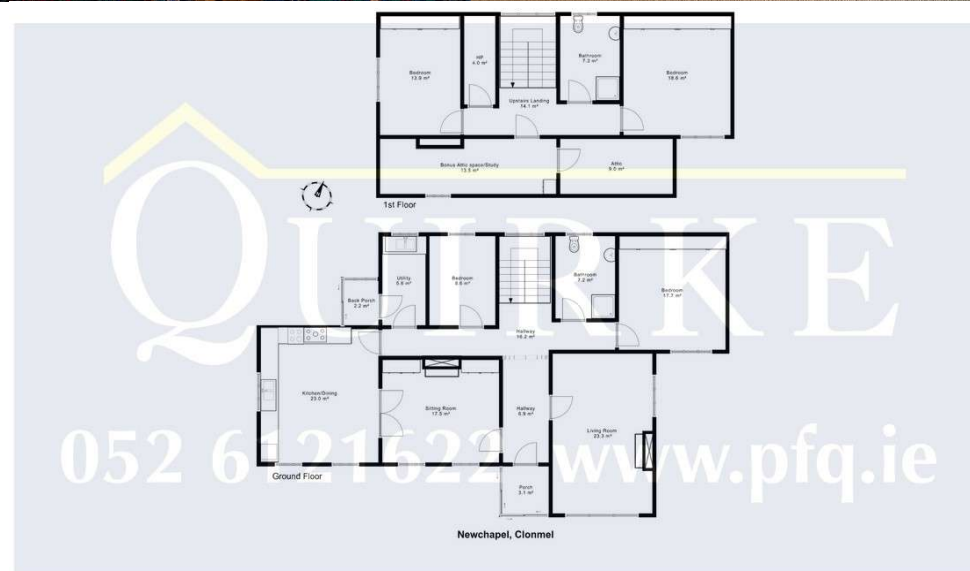 Bedroom
13.9 m²
HP
4.0 m²
Bathroom
7.2 m²
Bedroom
18.6 m²
Upstairs Landing
14.1 m²
Bonus Attic space/Study
13.5 m²
Attic
9.0 m²
1st Floor
QUIRKE
Utility
5.6 m²
Bedroom
8.8 m²
Bathroom
7.2 m²
Bedroom
17.7 m²
Back Porch
2.2 m²
Hallway
16.2 m²
Kitchen/Dining
23.0 m²
Sitting Room
17.5 m²
Hallway
8.8 m²
Living Room
23.3 m²
052 6121622 www.pfq.ie
Ground Floor
Porch
3.1 m²
Newchapel, Clonmel